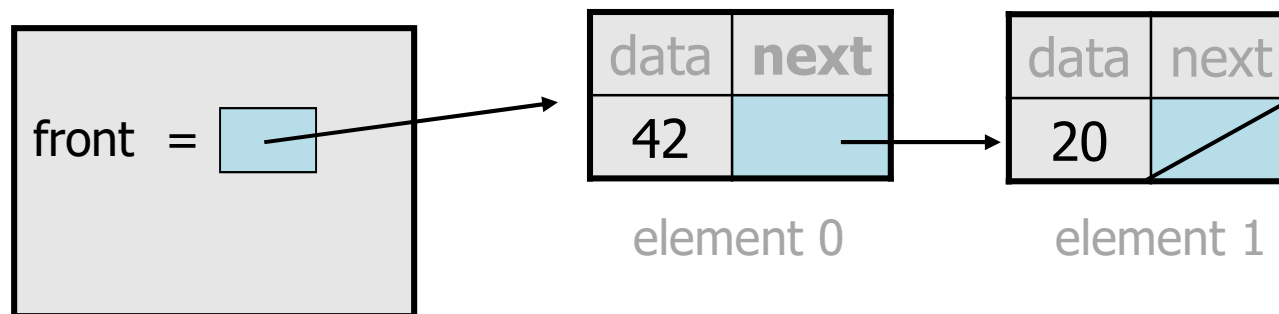 front =
data next
42
element 0
data next
20
element 1